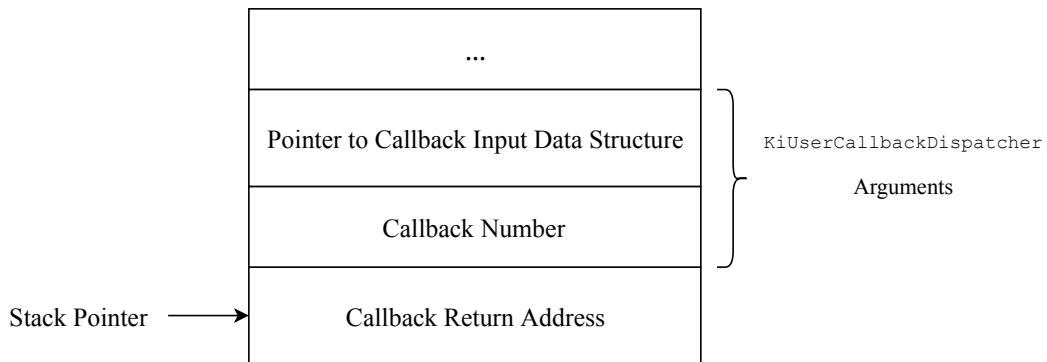 ...
Pointer to Callback Input Data Structure
KiUserCallbackDispatcher
Arguments
Callback Number
Stack Pointer
Callback Return Address